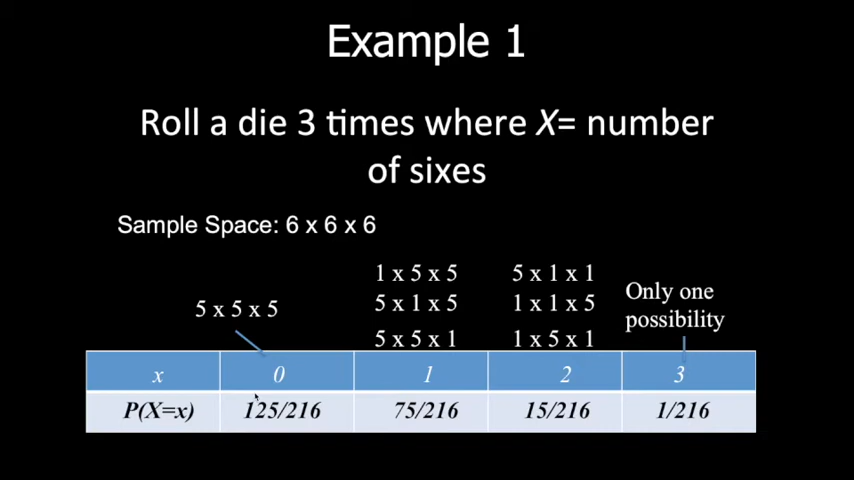 Example 1
Roll a die 3 times where X= number
of sixes
Sample Space: 6 x 6 x 6
5 x 5 x 5
1 x 5 x 5
5 x 1 x 5
5 x 5 x 1
5 x 1 x 1
1 x 1 x 5
1 x 5 x 1
Only one
possibility
x 0 1 2 3
P(X=x) 125/216 75/216 15/216 1/216